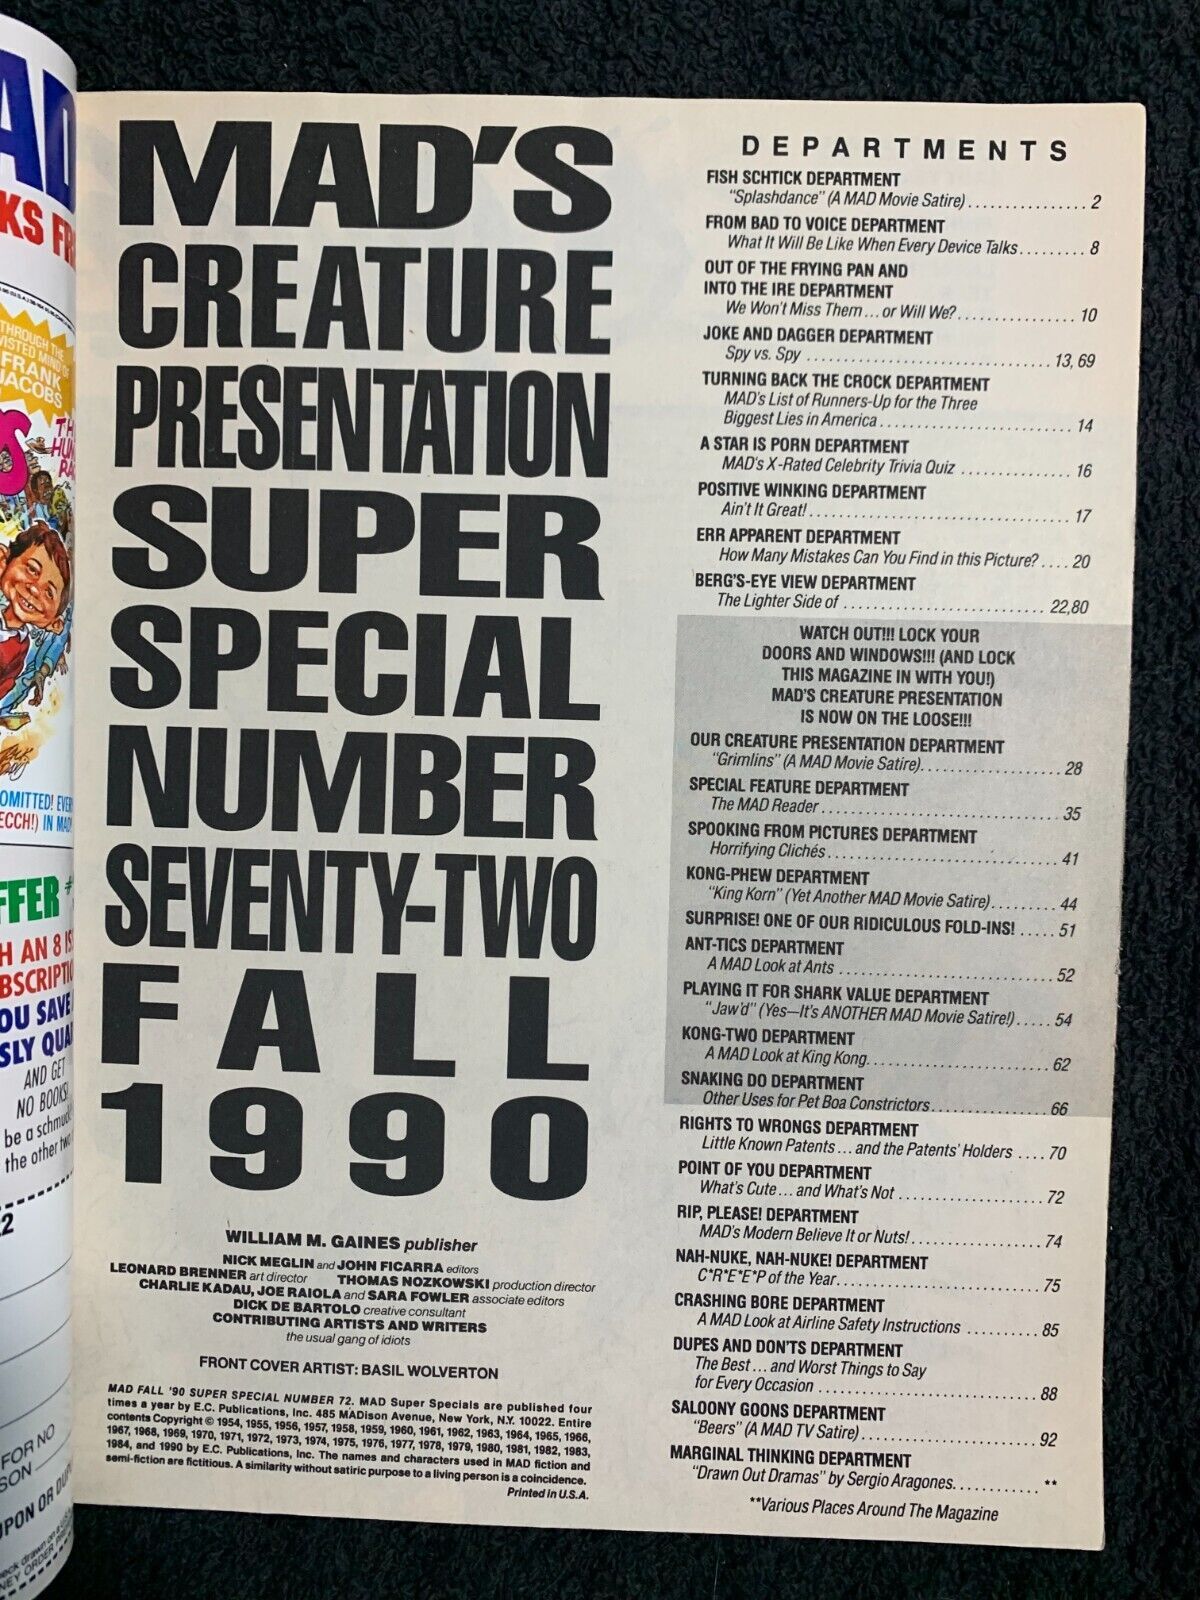 THROUGH THE
FRANK
JACOBS
OMITTED!
ECCH!) IN MAD!
AN 8
YOU SAVE
AND GET
NO BOOKS!
be a schmuck
the other
FOR NO
MAD'S
CREATURE
PRESENTATION
SUPER
SPECIAL
NUMBER
SEVENTY-TWO
FALL
1990
WILLIAM M. GAINES publisher
NICK MEGLIN and JOHN FICARRA editors
LEONARD BRENNER art director THOMAS NOZKOWSKI production director
CHARLIE KADAU, JOE RAIOLA and SARA FOWLER associate editors
DICK DE BARTOLO creative consultant
CONTRIBUTING ARTISTS AND WRITERS
the usual gang of idiots
FRONT COVER ARTIST: BASIL WOLVERTON
MAD FALL '90 SUPER SPECIAL NUMBER 72. MAD Super Specials are published four
times a year by E.C. Publications, Inc. 485 MADison Avenue, New York, N.Y. 10022. Entire
contents Copyright © 1954, 1955, 1956, 1957, 1958, 1959, 1960, 1961, 1962, 1963, 1964, 1965, 1966,
1967, 1968, 1969, 1970, 1971, 1972, 1973, 1974, 1975, 1976, 1977, 1978, 1979, 1980, 1981, 1982, 1983,
1984, and 1990 by E.C. Publications, Inc. The names and characters used in MAD fiction and
semi-fiction are fictitious. A similarity without satiric purpose to a living person is a coincidence.
Printed in U.S.A.
DEPARTMENTS
FISH SCHTICK DEPARTMENT
"Splashdance" (A MAD Movie Satire) ................ 2
FROM BAD TO VOICE DEPARTMENT
What It Will Be Like When Every Device Talks ......... 8
OUT OF THE FRYING PAN AND
INTO THE IRE DEPARTMENT
We Won't Miss Them ... or Will We? ................ 10
JOKE AND DAGGER DEPARTMENT
Spy vs. Spy ................................. 13, 69
TURNING BACK THE CROCK DEPARTMENT
MAD's List of Runners-Up for the Three
Biggest Lies in America .......................... 14
A STAR IS PORN DEPARTMENT
MAD's X-Rated Celebrity Trivia Quiz ................ 16
POSITIVE WINKING DEPARTMENT
Ain't It Great! ................................... 17
ERR APPARENT DEPARTMENT
How Many Mistakes Can You Find in this Picture? .... 20
BERG'S-EYE VIEW DEPARTMENT
The Lighter Side of ........................... 22,80
WATCH OUT!!! LOCK YOUR
DOORS AND WINDOWS!!! (AND LOCK
THIS MAGAZINE IN WITH YOU!)
MAD'S CREATURE PRESENTATION
IS NOW ON THE LOOSE!!!
OUR CREATURE PRESENTATION DEPARTMENT
"Grimlins" (A MAD Movie Satire) ................... 28
SPECIAL FEATURE DEPARTMENT
The MAD Reader ................................ 35
SPOOKING FROM PICTURES DEPARTMENT
Horrifying Clichés ............................... 41
KONG-PHEW DEPARTMENT
"King Korn" (Yet Another MAD Movie Satire) ......... 44
SURPRISE! ONE OF OUR RIDICULOUS FOLD-INS! ..... 51
ANT-TICS DEPARTMENT
A MAD Look at Ants ............................. 52
PLAYING IT FOR SHARK VALUE DEPARTMENT
"Jaw'd" (Yes—It's ANOTHER MAD Movie Satire!) ..... 54
KONG-TWO DEPARTMENT
A MAD Look at King Kong ......................... 62
SNAKING DO DEPARTMENT
Other Uses for Pet Boa Constrictors ................ 66
RIGHTS TO WRONGS DEPARTMENT
Little Known Patents ... and the Patents' Holders .... 70
POINT OF YOU DEPARTMENT
What's Cute ... and What's Not .................... 72
RIP, PLEASE! DEPARTMENT
MAD's Modern Believe It or Nuts! ................... 74
NAH-NUKE, NAH-NUKE! DEPARTMENT
C*R*E*E*P of the Year ............................ 75
CRASHING BORE DEPARTMENT
A MAD Look at Airline Safety Instructions .......... 85
DUPES AND DON'TS DEPARTMENT
The Best ... and Worst Things to Say
for Every Occasion .............................. 88
SALOONY GOONS DEPARTMENT
"Beers" (A MAD TV Satire) ........................ 92
MARGINAL THINKING DEPARTMENT
"Drawn Out Dramas" by Sergio Aragones ............ **
**Various Places Around The Magazine